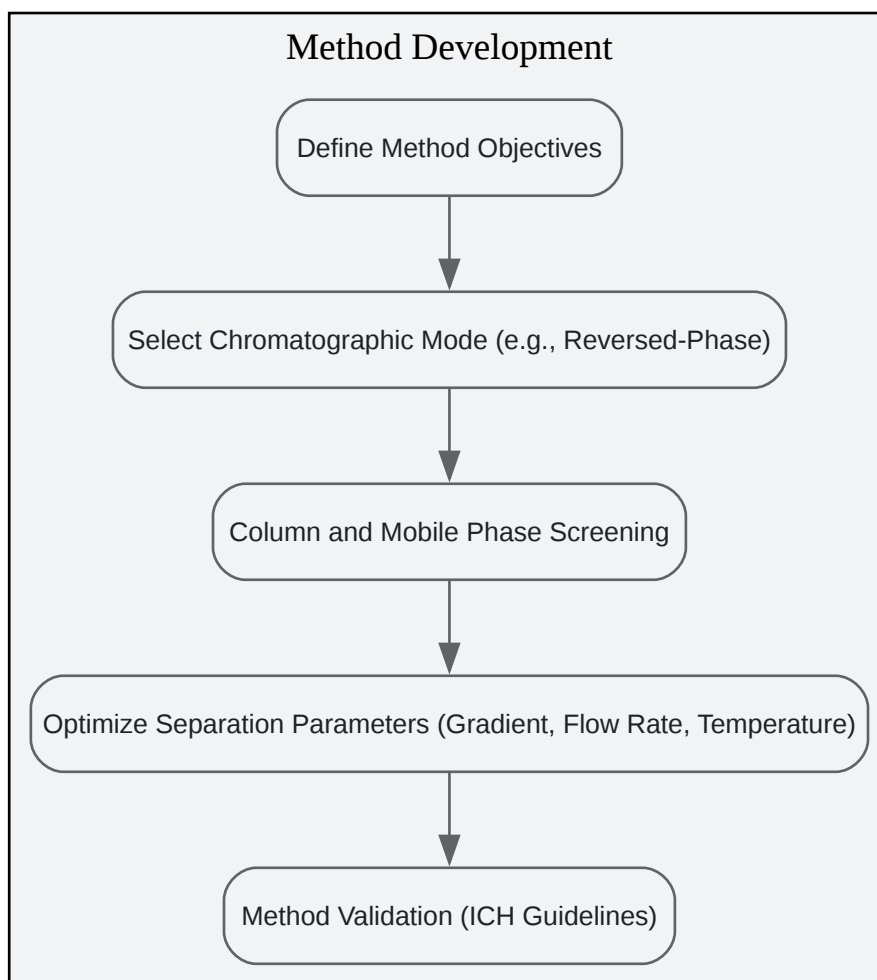 Method Development
Define Method Objectives
Select Chromatographic Mode (e.g., Reversed-Phase)
Column and Mobile Phase Screening
Optimize Separation Parameters (Gradient, Flow Rate, Temperature)
Method Validation (ICH Guidelines)